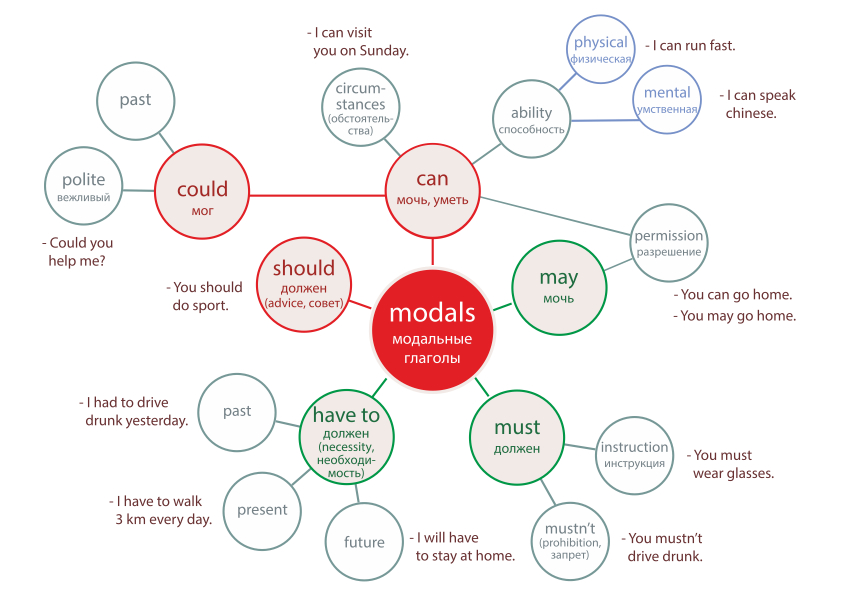 - I can visit
you on Sunday.
physical
физическая
- I can run fast.
past
circum-
stances
(обстоятель-
ства)
mental
умственная
- I can speak
chinese.
ability
способность
polite
вежливый
could
мог
can
мочь, уметь
- Could you
help me?
permission
разрешение
should
должен
(advice, совет)
- You should
do sport.
may
мочь
- You can go home.
- You may go home.
modals
модальные
глаголы
- I had to drive
drunk yesterday.
past
have to
должен
(necessity,
необходи-
мость)
must
должен
instruction
инструкция
- You must
wear glasses.
- I have to walk
3 km every day.
present
future
- I will have
to stay at home.
mustn't
(prohibition,
запрет)
- You mustn't
drive drunk.